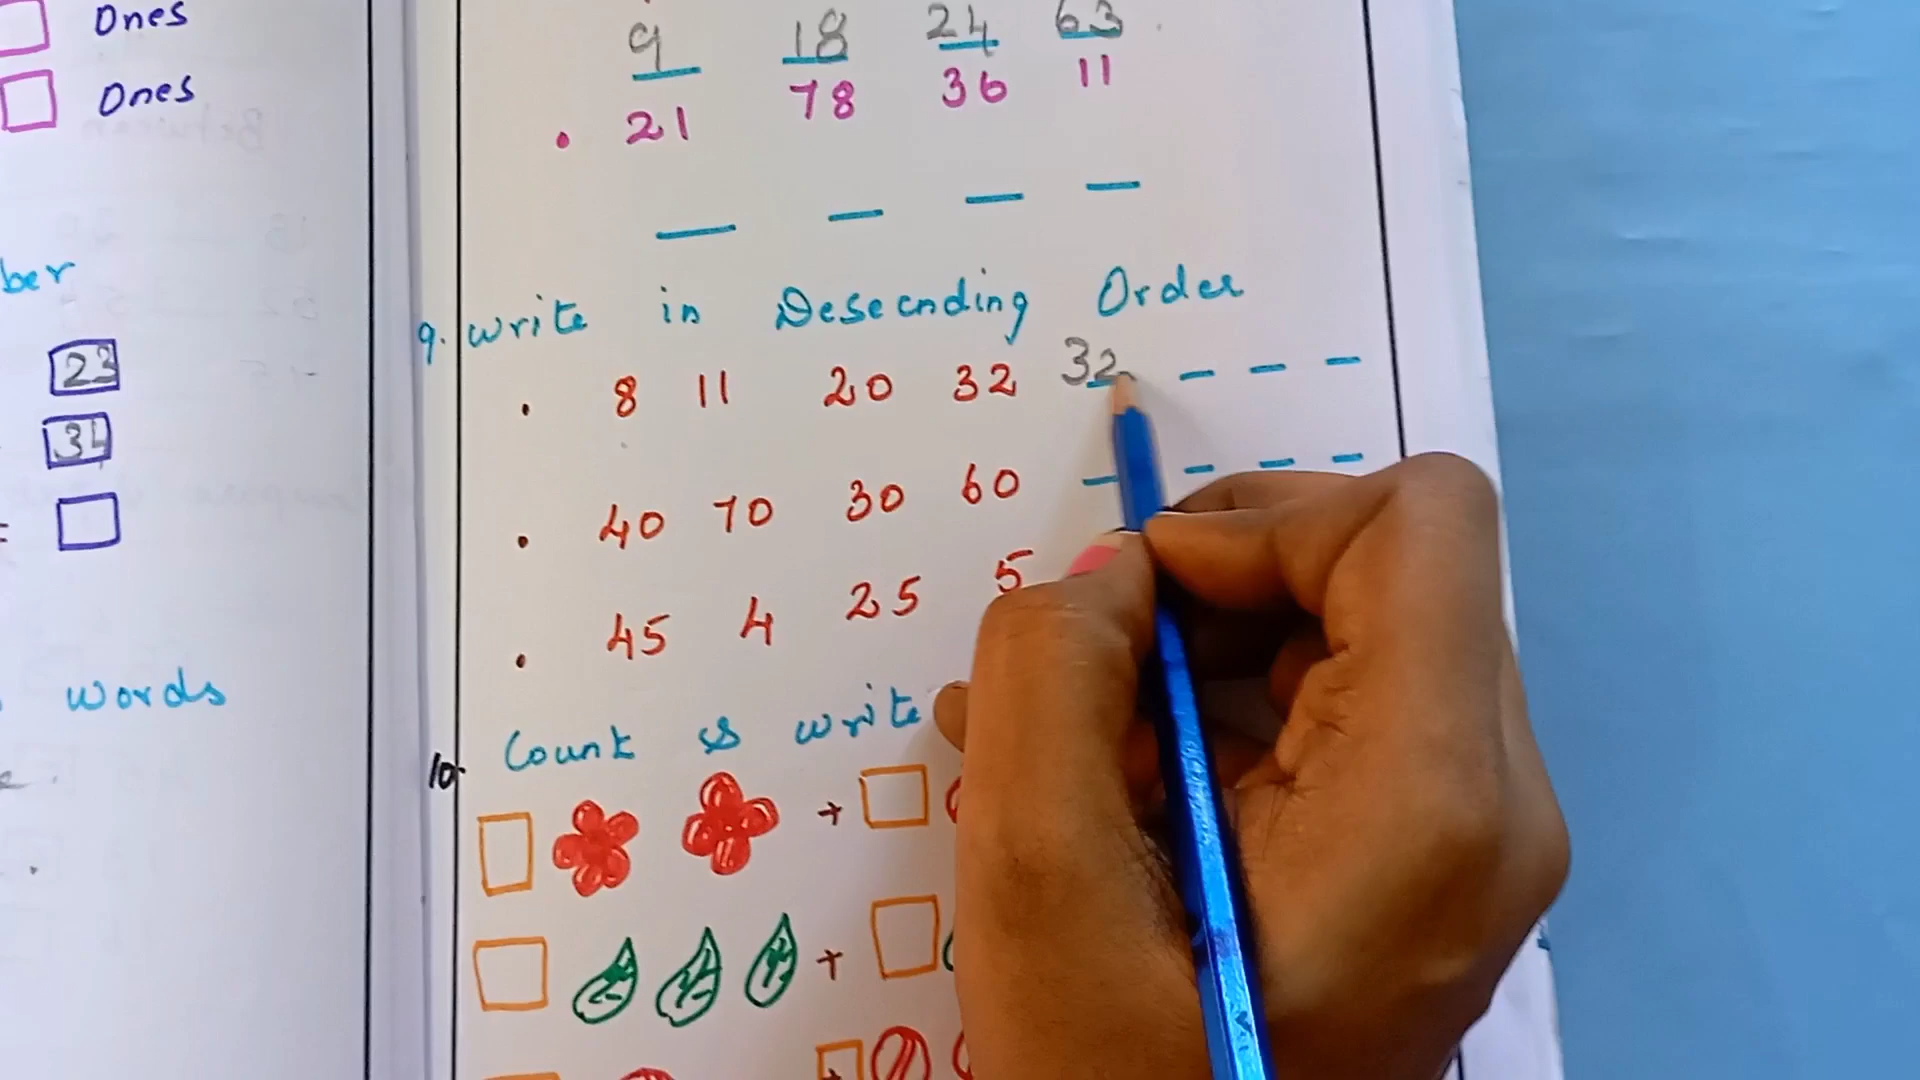 Ones
Ones
ber
23
34
=
words
9 18 24 63
. 21 78 36 11
9. Write in Desecnding Order
. 8 11 20 32 32
. 40 70 30 60
. 45 4 25 5
10. Count & write
+
+